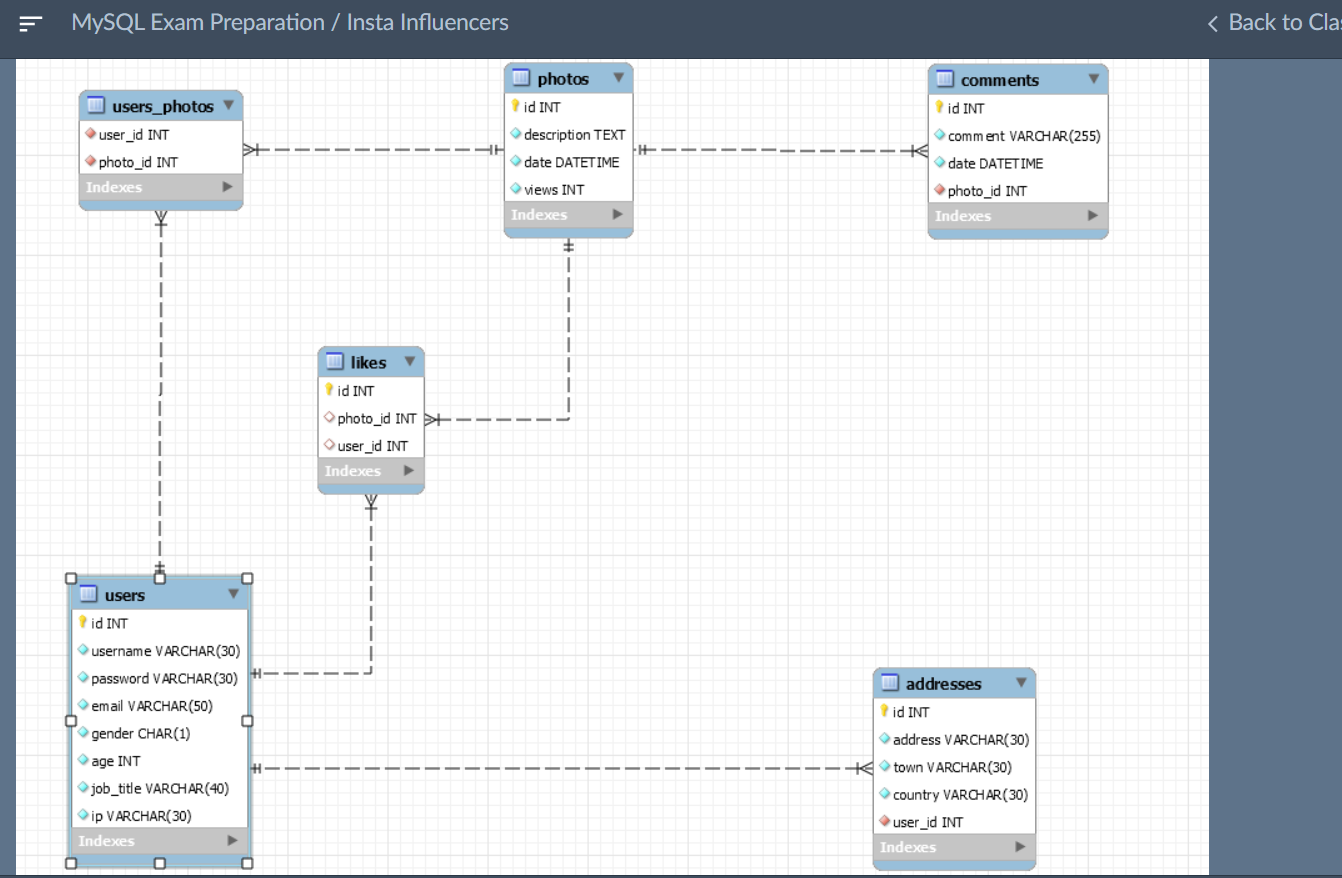 MySQL Exam Preparation / Insta Influencers
Back to Cla
users_photos
user_id INT
photo_id INT
Indexes
photos
id INT
description TEXT
date DATETIME
views INT
Indexes
comments
id INT
comment VARCHAR(255)
date DATETIME
photo_id INT
Indexes
likes
id INT
photo_id INT
user_id INT
Indexes
users
id INT
username VARCHAR(30)
password VARCHAR(30)
email VARCHAR(50)
gender CHAR(1)
age INT
job_title VARCHAR(40)
ip VARCHAR(30)
Indexes
addresses
id INT
address VARCHAR(30)
town VARCHAR(30)
country VARCHAR(30)
user_id INT
Indexes